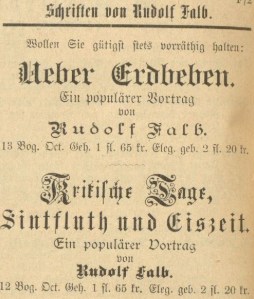 Schriften von Rudolf Falb.
Wollen Sie gütigst stets vorräthig halten:
Ueber Erdbeben.
Ein populärer Vortrag
von
Rudolf Falb.
13 Bog. Oct. Geh. 1 fl. 65 kr. Eleg. geb. 2 fl. 20 kr.
Kritische Tage,
Sintfluth und Eiszeit.
Ein populärer Vortrag
von
Rudolf Falb.
12 Bog. Oct. Geh. 1 fl. 65 kr. Eleg. geb. 2 fl. 20 kr.